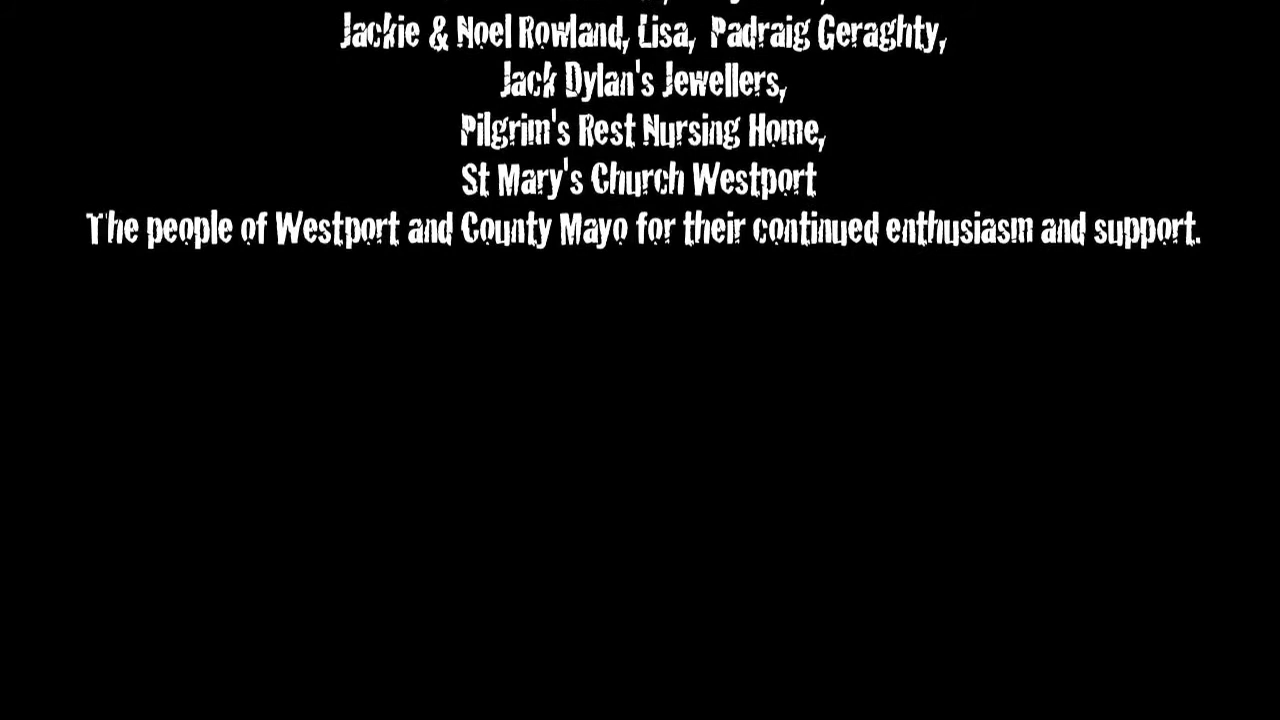 Jackie & Noel Rowland, Lisa, Padraig Geraghty,
Jack Dylan's Jewellers,
Pilgrim's Rest Nursing Home,
St Mary's Church Westport
The people of Westport and County Mayo for their continued enthusiasm and support.